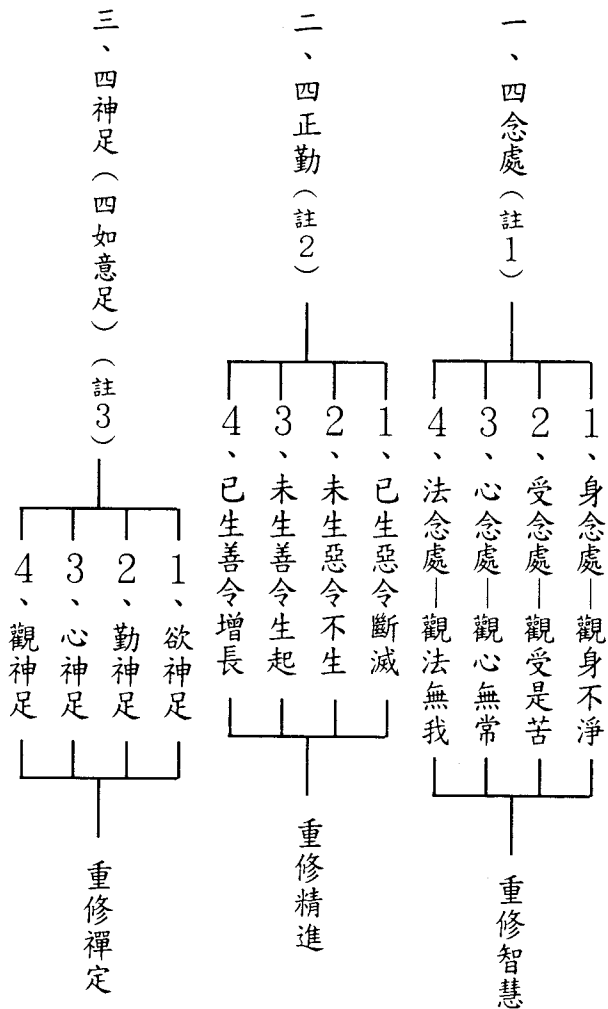 一、四念處（註1）
1、身念處—觀身不淨
2、受念處—觀受是苦
3、心念處—觀心無常
4、法念處—觀法無我
重修智慧
二、四正勤（註2）
1、已生惡令斷滅
2、未生惡令不生
3、未生善令生起
4、已生善令增長
重修精進
三、四神足（四如意足）（註3）
1、欲神足
2、勤神足
3、心神足
4、觀神足
重修禪定